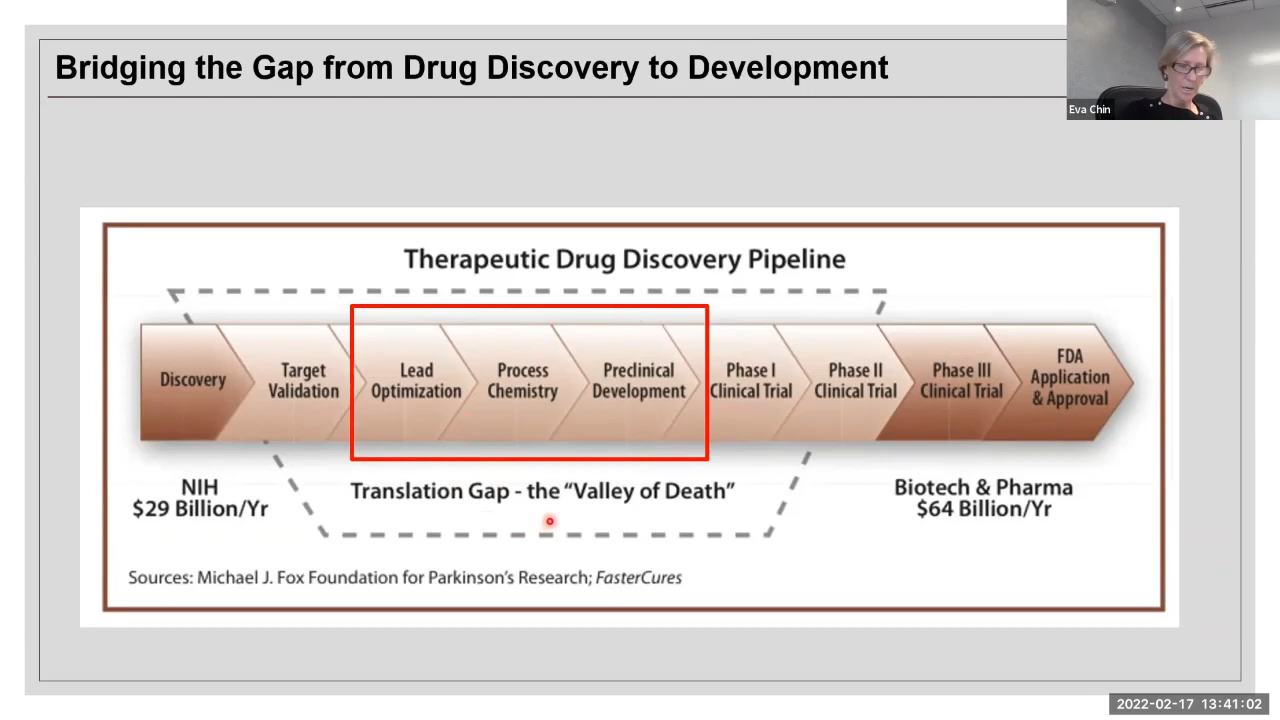 Bridging the Gap from Drug Discovery to Development
Eva Chin
Therapeutic Drug Discovery Pipeline
Discovery
Target
Validation
Lead
Optimization
Process
Chemistry
Preclinical
Development
Phase I
Clinical Trial
Phase II
Clinical Trial
Phase III
Clinical Trial
FDA
Application
& Approval
NIH
$29 Billion/Yr
Translation Gap - the “Valley of Death”
Biotech & Pharma
$64 Billion/Yr
Sources: Michael J. Fox Foundation for Parkinson’s Research; FasterCures
2022-02-17 13:41:02